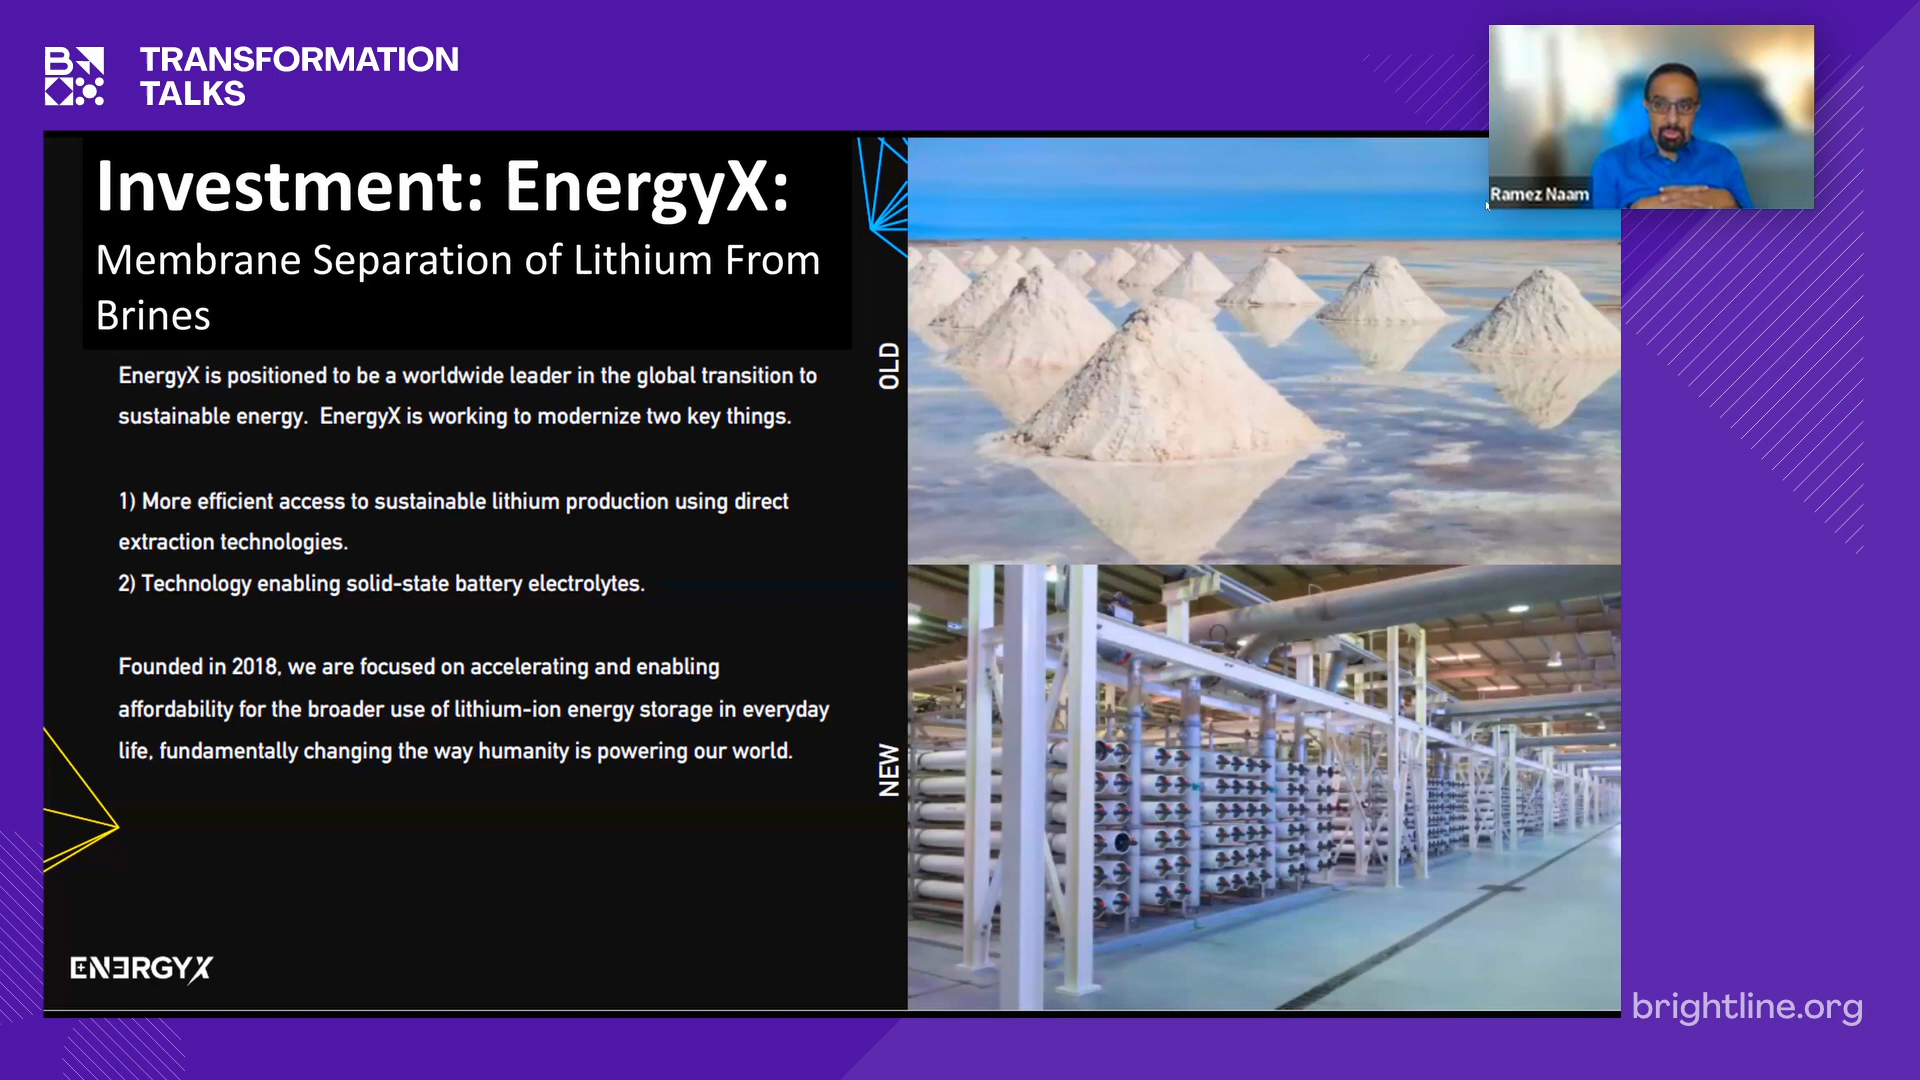 TRANSFORMATION
TALKS
Ramez Naam
Investment: EnergyX:
Membrane Separation of Lithium From
Brines
EnergyX is positioned to be a worldwide leader in the global transition to
sustainable energy.  EnergyX is working to modernize two key things.
1) More efficient access to sustainable lithium production using direct
extraction technologies.
2) Technology enabling solid-state battery electrolytes.
Founded in 2018, we are focused on accelerating and enabling
affordability for the broader use of lithium-ion energy storage in everyday
life, fundamentally changing the way humanity is powering our world.
OLD
NEW
ENERGYX
brightline.org